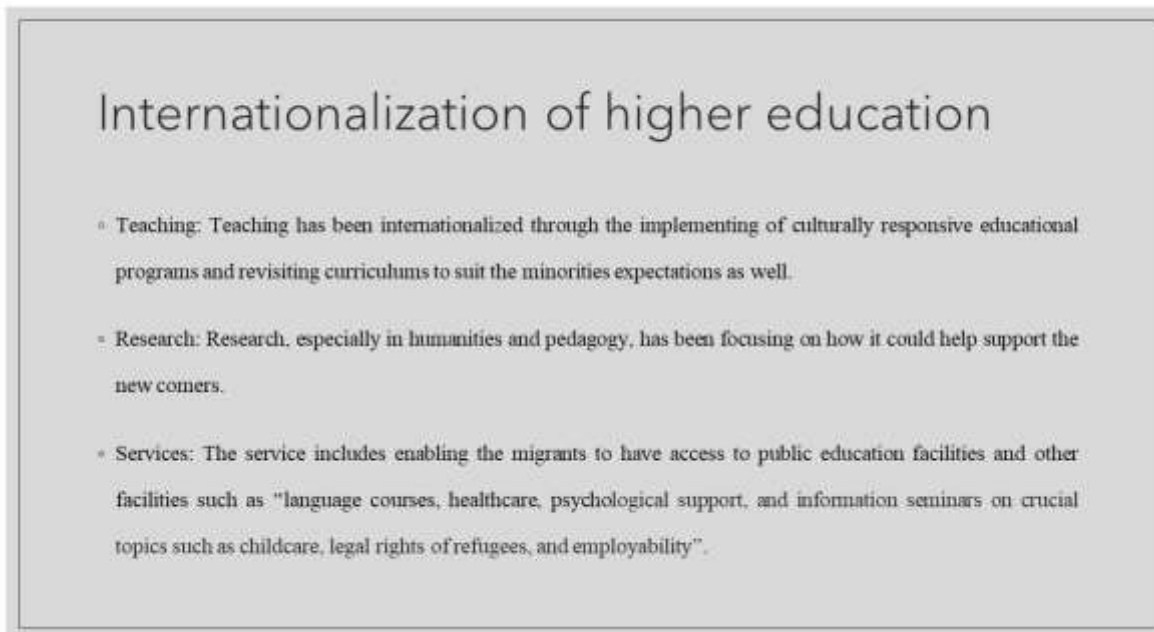 Internationalization of higher education
Teaching: Teaching has been internationalized through the implementing of culturally responsive educational
programs and revisiting curriculums to suit the minorities expectations as well.
Research: Research, especially in humanities and pedagogy, has been focusing on how it could help support the
new comers.
Services: The service includes enabling the migrants to have access to public education facilities and other
facilities such as “language courses, healthcare, psychological support, and information seminars on crucial
topics such as childcare, legal rights of refugees, and employability”.